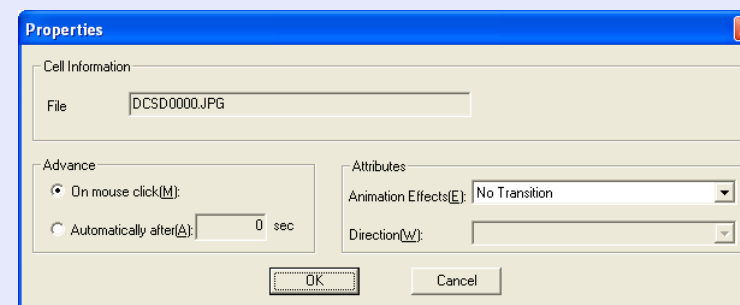 Properties
Cell Information
File DCSD0000.JPG
Advance
On mouse click(M):
Automatically after(A): 0 sec
Attributes
Animation Effects(E): No Transition
Direction(W):
OK Cancel